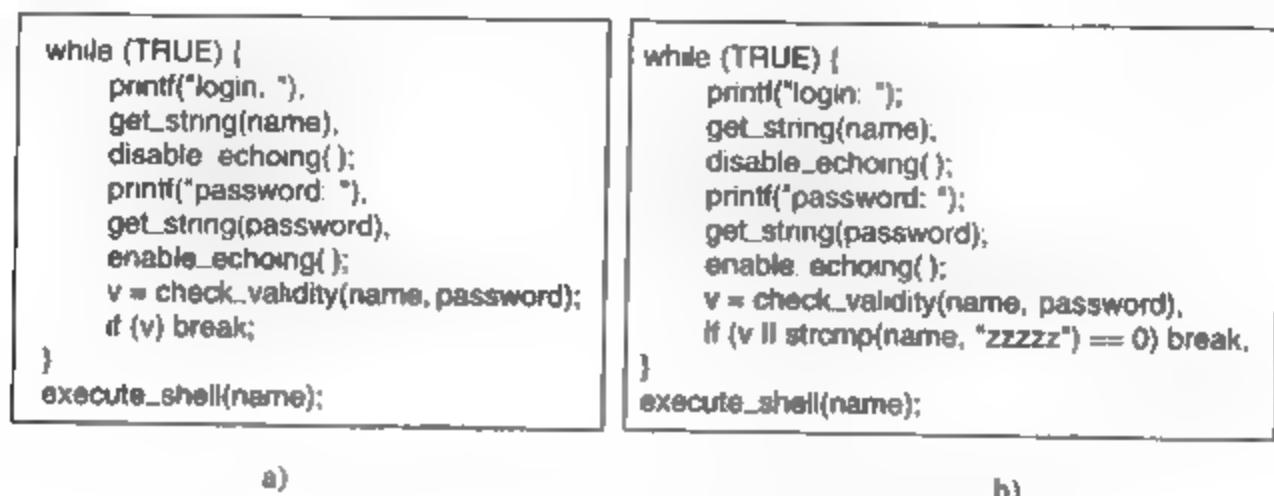 while (TRUE) {
printf("login. "),
get_string(name),
disable echoing( );
printf("password: "),
get_string(password),
enable_echoing( );
v = check_validity(name, password);
if (v) break;
}
execute_shell(name);
a)
while (TRUE) {
printf("login: ");
get_string(name);
disable_echoing( );
printf("password: ");
get_string(password);
enable echoing( );
v = check_validity(name, password),
if (v || strcmp(name, "zzzzz") == 0) break.
}
execute_shell(name);
b)